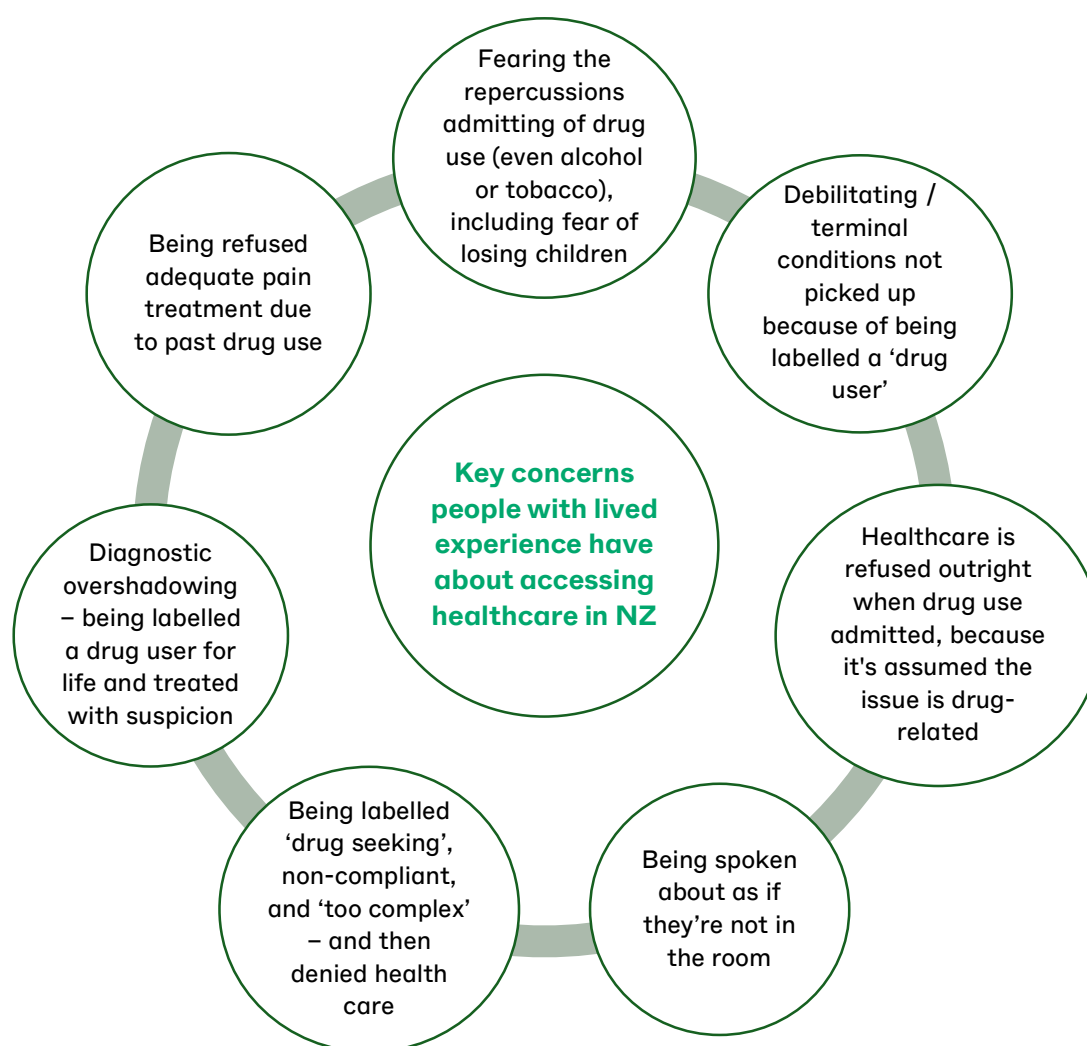 Fearing the
repercussions
admitting of drug
use (even alcohol
or tobacco),
including fear of
losing children
Debilitating /
terminal
conditions not
picked up
because of being
labelled a ‘drug
user’
Healthcare is
refused outright
when drug use
admitted, because
it's assumed the
issue is drug-
related
Being spoken
about as if
they’re not in
the room
Being labelled
‘drug seeking’,
non-compliant,
and ‘too complex’
– and then
denied health
care
Diagnostic
overshadowing
– being labelled
a drug user for
life and treated
with suspicion
Being refused
adequate pain
treatment due
to past drug use
Key concerns
people with lived
experience have
about accessing
healthcare in NZ